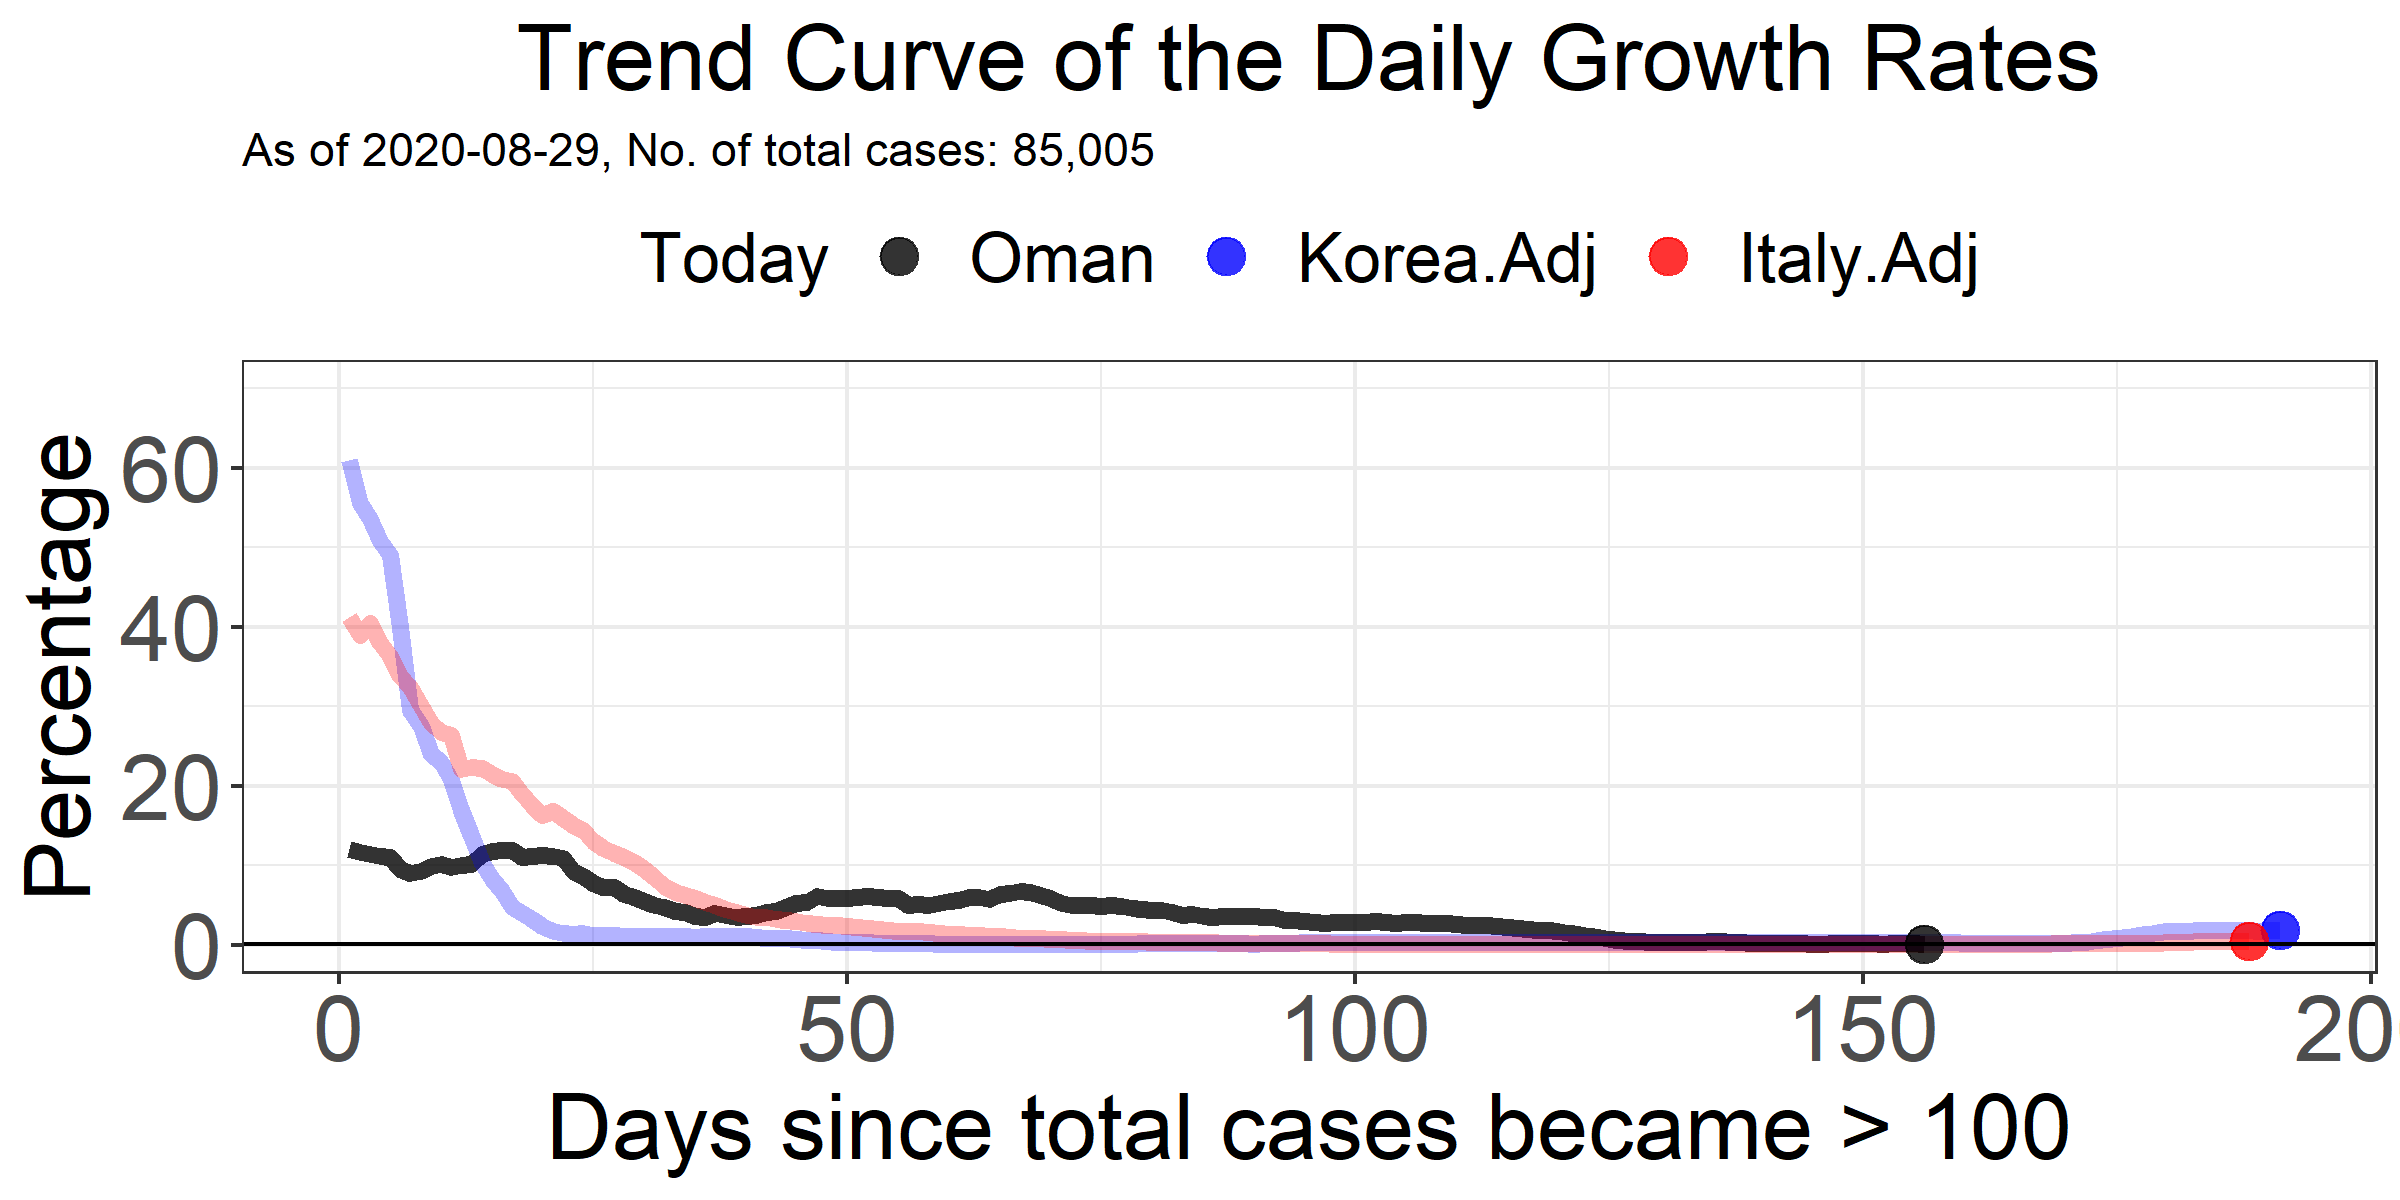 Trend Curve of the Daily Growth Rates
As of 2020-08-29, No. of total cases: 85,005
Today Oman Korea.Adj Italy.Adj
Percentage
60
40
20
0
0 50 100 150 20
Days since total cases became > 100